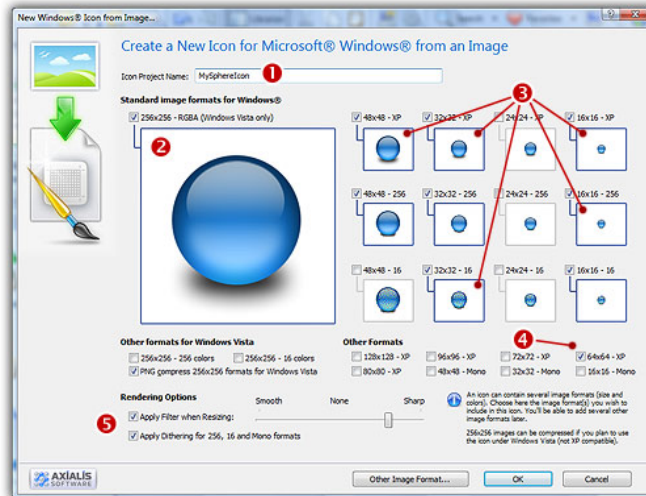 New Windows® Icon from Image...
Create a New Icon for Microsoft® Windows® from an Image
Icon Project Name: MySphereIcon 1
Standard image formats for Windows®
256x256 - RGBA (Windows Vista only)
48x48 - XP 32x32 - XP 24x24 - XP 16x16 - XP
2 3
48x48 - 256 32x32 - 256 24x24 - 256 16x16 - 256
48x48 - 16 32x32 - 16 24x24 - 16 16x16 - 16
Other formats for Windows Vista
256x256 - 256 colors 256x256 - 16 colors
PNG compress 256x256 formats for Windows Vista
Other Formats 4
128x128 - XP 96x96 - XP 72x72 - XP 64x64 - XP
80x80 - XP 48x48 - Mono 32x32 - Mono 16x16 - Mono
Rendering Options
Smooth None Sharp
5 Apply Filter when Resizing:
Apply Dithering for 256, 16 and Mono formats
An icon can contain several image formats (size and
colors). Choose here the image format(s) you wish to
include in this icon. You'll be able to add several other
image formats later.
256x256 images can be compressed if you plan to use
the icon under Windows Vista (not XP compatible).
AXIALIS
SOFTWARE
Other Image Format... OK Cancel